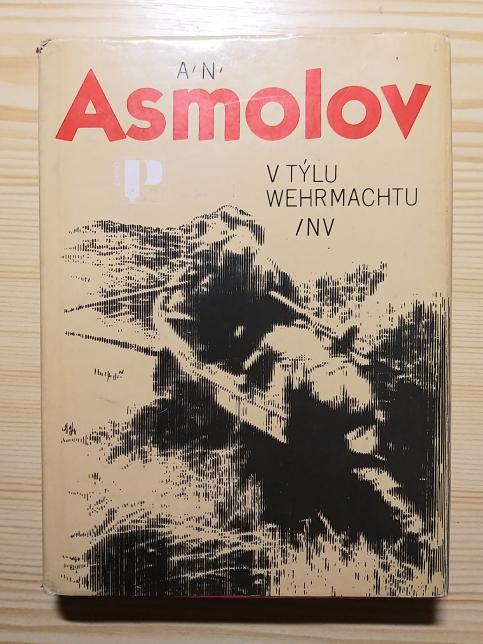 A. N.
Asmolov
P
V TÝLU
WEHRMACHTU
/NV